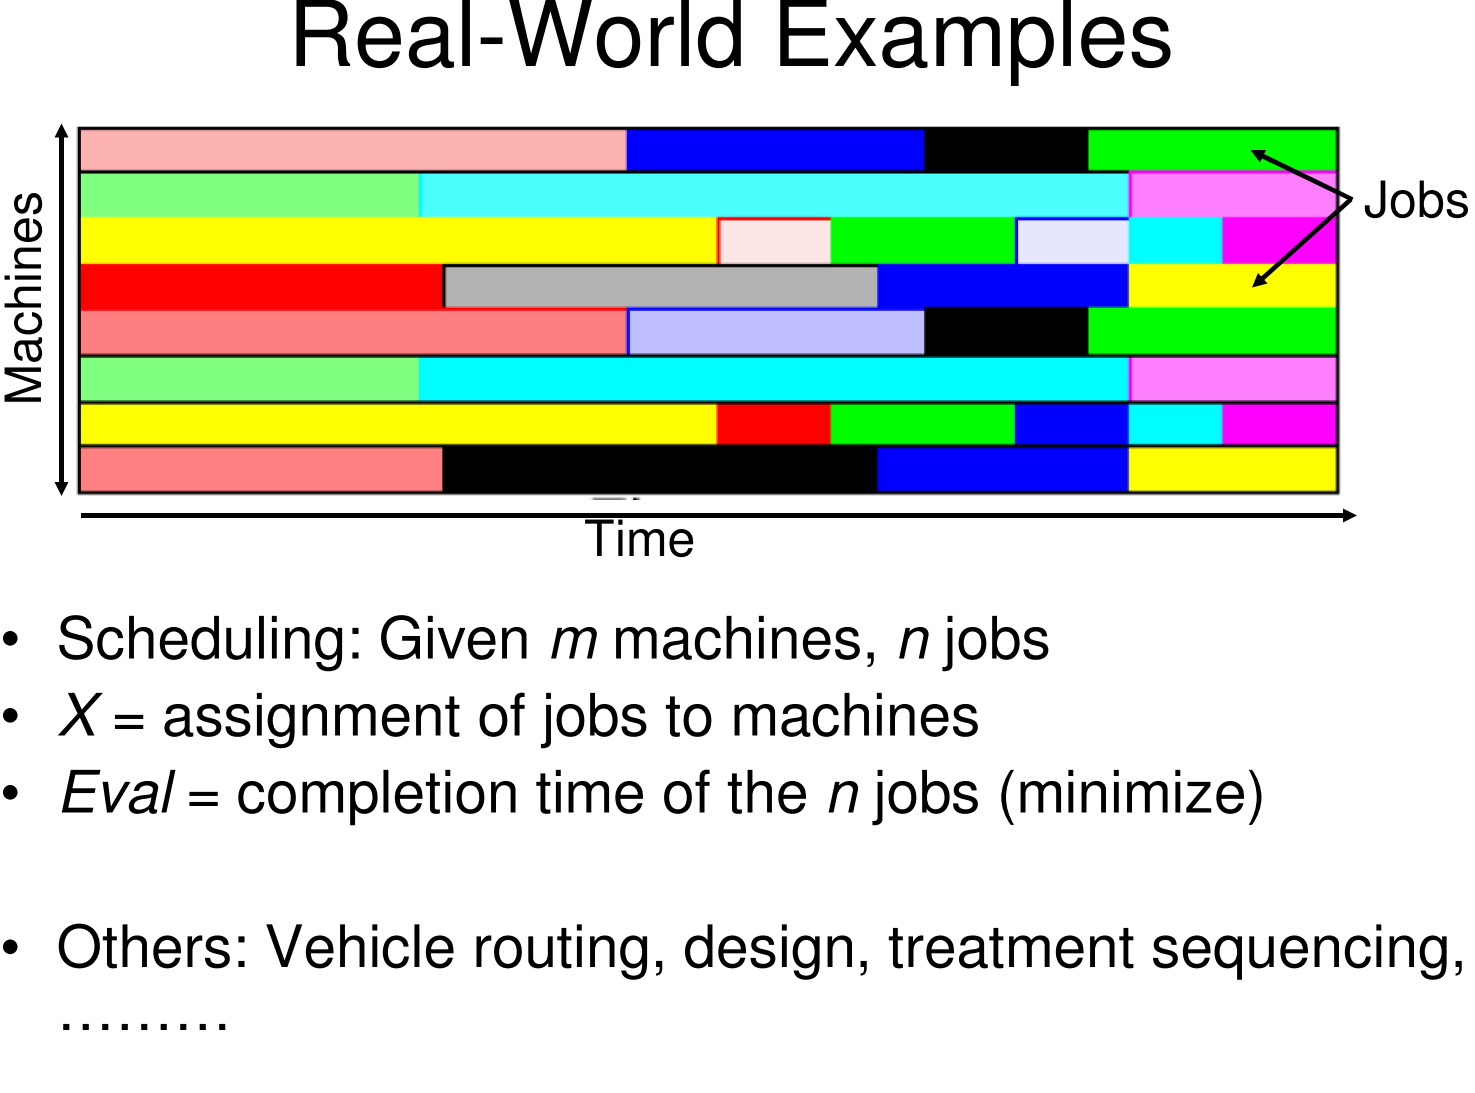 Real-World Examples
Machines
Jobs
Time
• Scheduling: Given m machines, n jobs
• X = assignment of jobs to machines
• Eval = completion time of the n jobs (minimize)
• Others: Vehicle routing, design, treatment sequencing,
………